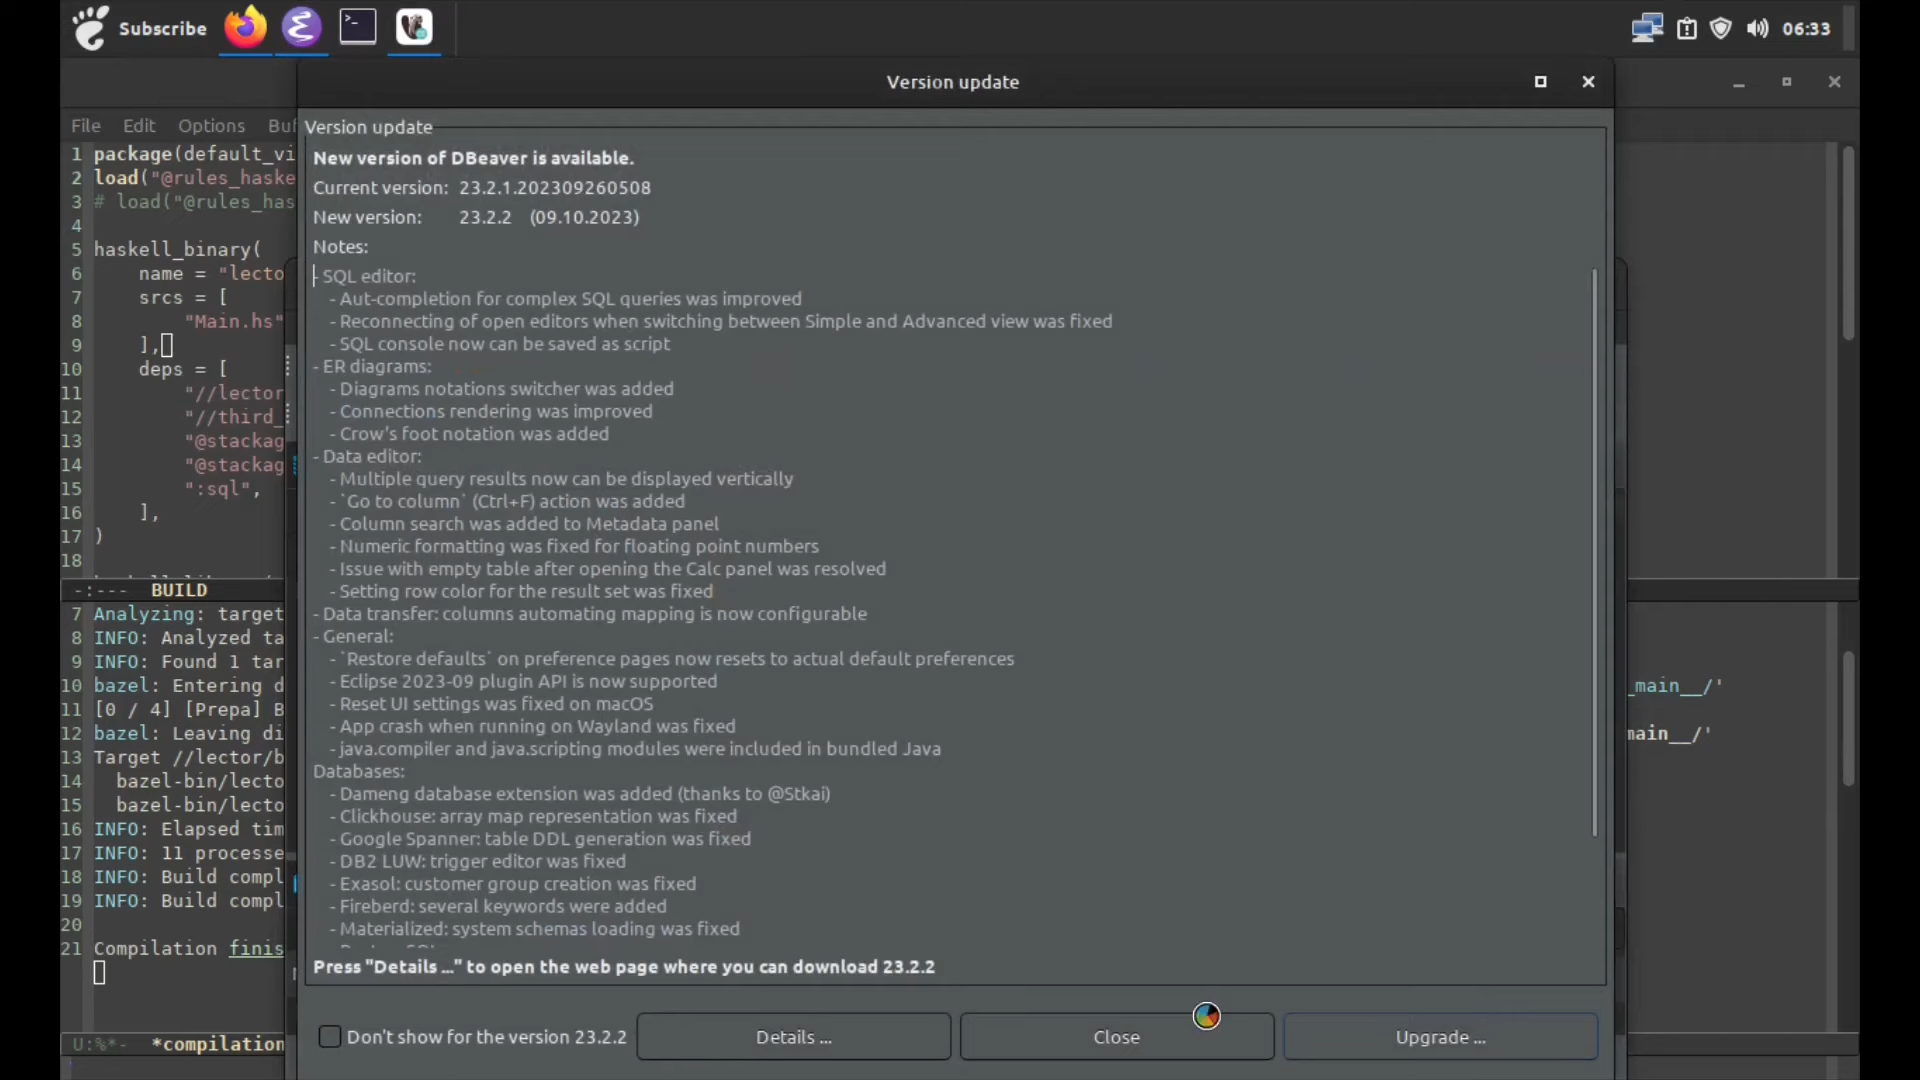 Subscribe
06:33
Version update
File Edit Options Buf
Version update
New version of DBeaver is available.
Current version: 23.2.1.202309260508
New version: 23.2.2 (09.10.2023)
Notes:
- SQL editor:
- Aut-completion for complex SQL queries was improved
- Reconnecting of open editors when switching between Simple and Advanced view was fixed
- SQL console now can be saved as script
- ER diagrams:
- Diagrams notations switcher was added
- Connections rendering was improved
- Crow's foot notation was added
- Data editor:
- Multiple query results now can be displayed vertically
- `Go to column` (Ctrl+F) action was added
- Column search was added to Metadata panel
- Numeric formatting was fixed for floating point numbers
- Issue with empty table after opening the Calc panel was resolved
- Setting row color for the result set was fixed
- Data transfer: columns automating mapping is now configurable
- General:
- `Restore defaults` on preference pages now resets to actual default preferences
- Eclipse 2023-09 plugin API is now supported
- Reset UI settings was fixed on macOS
- App crash when running on Wayland was fixed
- java.compiler and java.scripting modules were included in bundled Java
Databases:
- Dameng database extension was added (thanks to @Stkai)
- Clickhouse: array map representation was fixed
- Google Spanner: table DDL generation was fixed
- DB2 LUW: trigger editor was fixed
- Exasol: customer group creation was fixed
- Fireberd: several keywords were added
- Materialized: system schemas loading was fixed
Press "Details ..." to open the web page where you can download 23.2.2
Don't show for the version 23.2.2
Details ...
Close
Upgrade ...
1 package(default_vi
2 load("@rules_haske
3 # load("@rules_has
4
5 haskell_binary(
6 name = "lecto
7 srcs = [
8 "Main.hs"
9 ],
10 deps = [
11 "//lector
12 "//third_
13 "@stackag
14 "@stackag
15 ":sql",
16 ],
17 )
18
-:--- BUILD
7 Analyzing: target
8 INFO: Analyzed ta
9 INFO: Found 1 tar
10 bazel: Entering d _main__/'
11 [0 / 4] [Prepa] B
12 bazel: Leaving di main__/'
13 Target //lector/b
14 bazel-bin/lecto
15 bazel-bin/lecto
16 INFO: Elapsed tim
17 INFO: 11 processe
18 INFO: Build compl
19 INFO: Build compl
20
21 Compilation finis
U:%*- *compilation